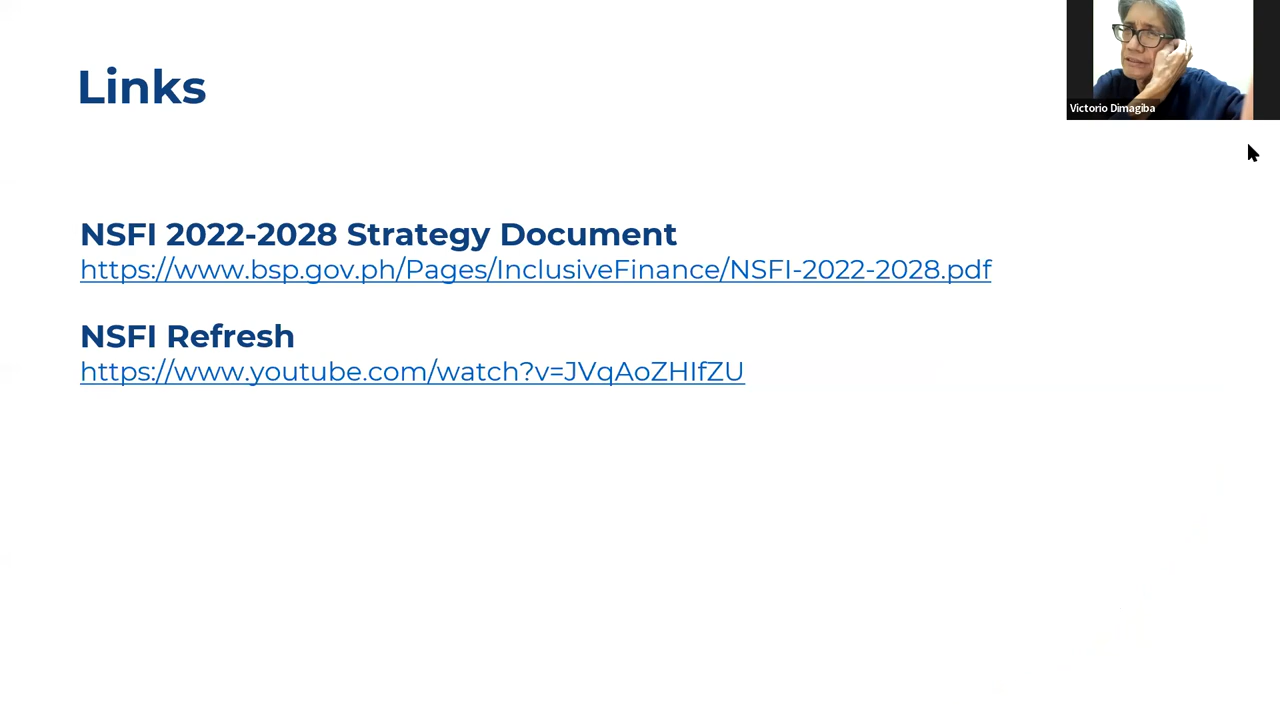 Links
Victorio Dimagiba
NSFI 2022-2028 Strategy Document
https://www.bsp.gov.ph/Pages/InclusiveFinance/NSFI-2022-2028.pdf
NSFI Refresh
https://www.youtube.com/watch?v=JVqAoZHIfZU